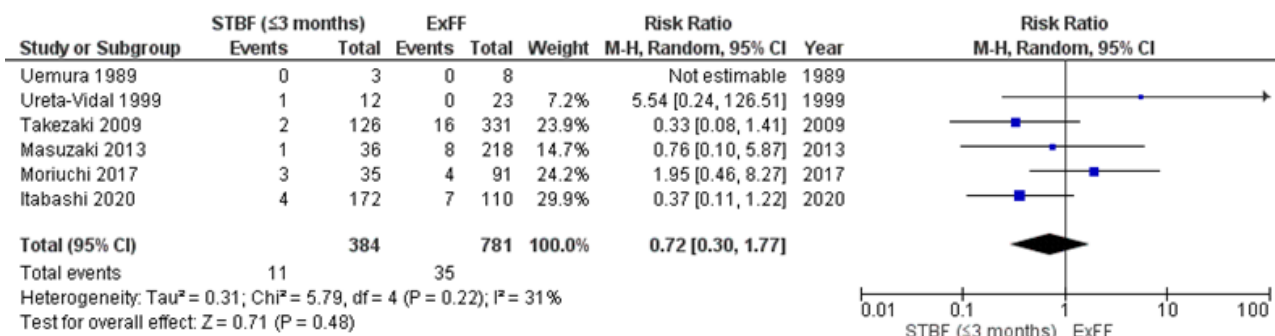 STBF (≤3 months) ExFF Risk Ratio Risk Ratio
Study or Subgroup Events Total Events Total Weight M-H, Random, 95% CI Year M-H, Random, 95% CI
Uemura 1989 0 3 0 8 Not estimable 1989
Ureta-Vidal 1999 1 12 0 23 7.2% 5.54 [0.24, 126.51] 1999
Takezaki 2009 2 126 16 331 23.9% 0.33 [0.08, 1.41] 2009
Masuzaki 2013 1 36 8 218 14.7% 0.76 [0.10, 5.87] 2013
Moriuchi 2017 3 35 4 91 24.2% 1.95 [0.46, 8.27] 2017
Itabashi 2020 4 172 7 110 29.9% 0.37 [0.11, 1.22] 2020
Total (95% CI) 384 781 100.0% 0.72 [0.30, 1.77]
Total events 11 35
Heterogeneity: Tau² = 0.31; Chi² = 5.79, df = 4 (P = 0.22); I² = 31%
Test for overall effect: Z = 0.71 (P = 0.48)
0.01 0.1 1 10 100
STBF (≤3 months) ExFF